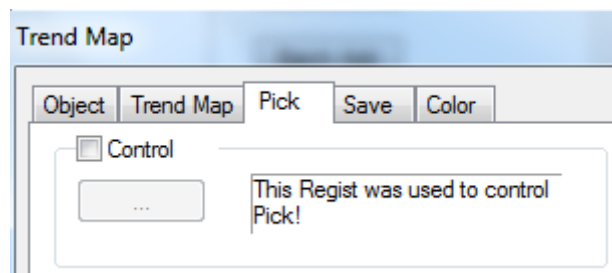 Trend Map
Object Trend Map Pick Save Color
Control
...
This Regist was used to control
Pick!